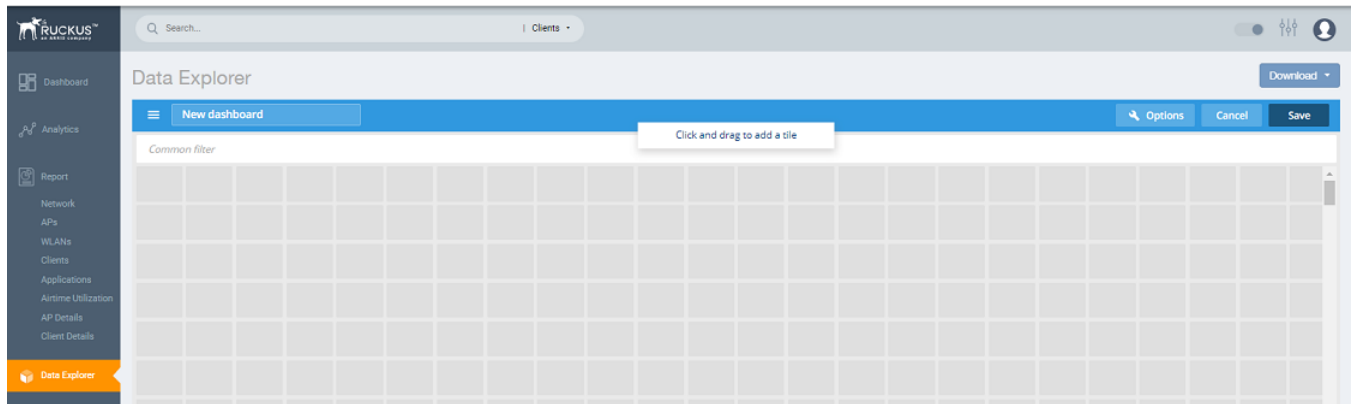 RUCKUS™
an ARRIS company
Search...
| Clients
Data Explorer
Download
Dashboard
New dashboard
Options
Cancel
Save
Click and drag to add a tile
Analytics
Common filter
Report
Network
APs
WLANs
Clients
Applications
Airtime Utilization
AP Details
Client Details
Data Explorer